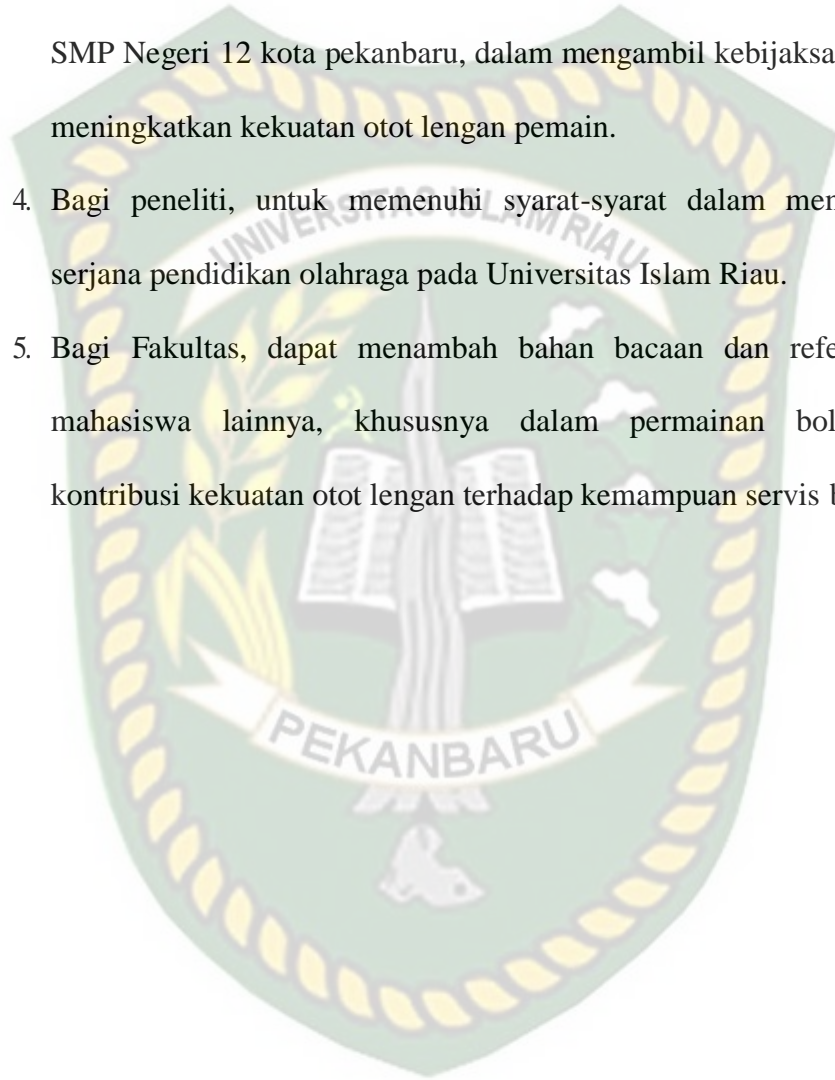 SMP Negeri 12 kota pekanbaru, dalam mengambil kebijaksa
meningkatkan kekuatan otot lengan pemain.
4. Bagi peneliti, untuk memenuhi syarat-syarat dalam men
serjana pendidikan olahraga pada Universitas Islam Riau.
5. Bagi Fakultas, dapat menambah bahan bacaan dan refe
mahasiswa lainnya, khususnya dalam permainan bol
kontribusi kekuatan otot lengan terhadap kemampuan servis b
UNIVERSITAS ISLAM RIAU
PEKANBARU